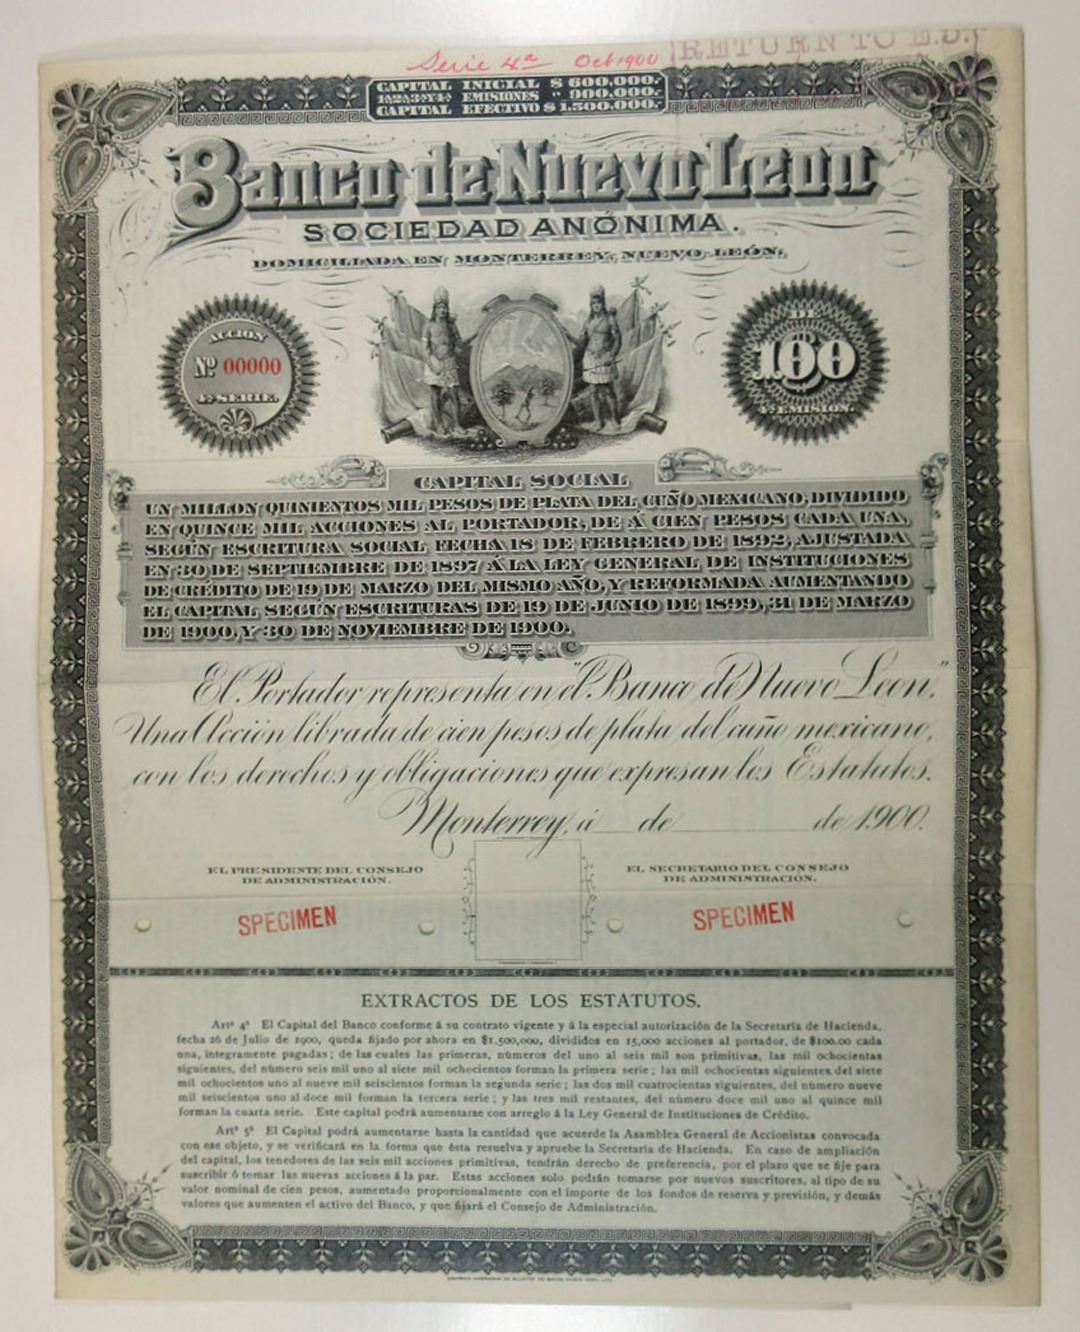 Serie 4a Oct 1900 RETURN TO E.D.
CAPITAL INICIAL $ 600,000.
1ª 2ª 3ª Y 4ª EMISIONES " 900,000.
CAPITAL EFECTIVO $ 1.500,000.
Banco de Nuevo Leon
SOCIEDAD ANÓNIMA.
DOMICILIADA EN MONTERREY, NUEVO LEÓN.
ACCION
Nº 00000
4ª SERIE.
DE
100
4ª EMISION.
CAPITAL SOCIAL
UN MILLON QUINIENTOS MIL PESOS DE PLATA DEL CUÑO MEXICANO, DIVIDIDO
EN QUINCE MIL ACCIONES AL PORTADOR, DE Á CIEN PESOS CADA UNA,
SEGÚN ESCRITURA SOCIAL FECHA 18 DE FEBRERO DE 1892, AJUSTADA
EN 30 DE SEPTIEMBRE DE 1897 Á LA LEY GENERAL DE INSTITUCIONES
DE CRÉDITO DE 19 DE MARZO DEL MISMO AÑO, Y REFORMADA AUMENTANDO
EL CAPITAL SEGÚN ESCRITURAS DE 19 DE JUNIO DE 1899, 31 DE MARZO
DE 1900, Y 30 DE NOVIEMBRE DE 1900.
El Portador representa en "el Banco de Nuevo Leon,"
Una Acción librada de cien pesos de plata del cuño mexicano,
con los derechos y obligaciones que expresan los Estatutos.
Monterrey, á de de 1900.
EL PRESIDENTE DEL CONSEJO
DE ADMINISTRACIÓN.
EL SECRETARIO DEL CONSEJO
DE ADMINISTRACIÓN.
SPECIMEN SPECIMEN
EXTRACTOS DE LOS ESTATUTOS.
Artº 4º El Capital del Banco conforme á su contrato vigente y á la especial autorización de la Secretaria de Hacienda,
fecha 26 de Julio de 1900, queda fijado por ahora en $1.500,000, divididos en 15,000 acciones al portador, de $100.00 cada
una, íntegramente pagadas; de las cuales las primeras, números del uno al seis mil son primitivas, las mil ochocientas
siguientes, del número seis mil uno al siete mil ochocientos forman la primera serie; las mil ochocientas siguientes, del siete
mil ochocientos uno al nueve mil seiscientos forman la segunda serie; las dos mil cuatrocientas siguientes, del número nueve
mil seiscientos uno al doce mil forman la tercera serie; y las tres mil restantes, del número doce mil uno al quince mil
forman la cuarta serie. Este capital podrá aumentarse con arreglo á la Ley General de Instituciones de Crédito.
Artº 5º El Capital podrá aumentarse hasta la cantidad que acuerde la Asamblea General de Accionistas convocada
con ese objeto, y se verificará en la forma que ésta resuelva y apruebe la Secretaria de Hacienda. En caso de ampliación
del capital, los tenedores de las seis mil acciones primitivas, tendrán derecho de preferencia, por el plazo que se fije para
suscribir ó tomar las nuevas acciones á la par. Estas acciones solo podrán tomarse por nuevos suscritores, al tipo de su
valor nominal de cien pesos, aumentado proporcionalmente con el importe de los fondos de reserva y previsión, y demás
valores que aumenten el activo del Banco, y que fijará el Consejo de Administración.